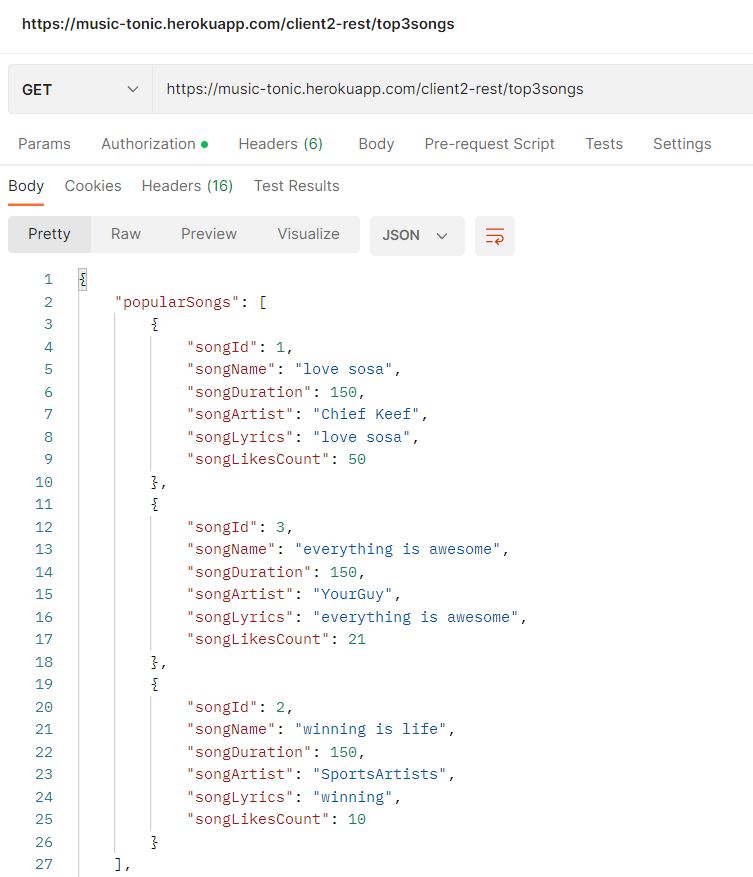 https://music-tonic.herokuapp.com/client2-rest/top3songs
GET https://music-tonic.herokuapp.com/client2-rest/top3songs
Params Authorization Headers (6) Body Pre-request Script Tests Settings
Body Cookies Headers (16) Test Results
Pretty Raw Preview Visualize JSON
1 {
2 "popularSongs": [
3 {
4 "songId": 1,
5 "songName": "love sosa",
6 "songDuration": 150,
7 "songArtist": "Chief Keef",
8 "songLyrics": "love sosa",
9 "songLikesCount": 50
10 },
11 {
12 "songId": 3,
13 "songName": "everything is awesome",
14 "songDuration": 150,
15 "songArtist": "YourGuy",
16 "songLyrics": "everything is awesome",
17 "songLikesCount": 21
18 },
19 {
20 "songId": 2,
21 "songName": "winning is life",
22 "songDuration": 150,
23 "songArtist": "SportsArtists",
24 "songLyrics": "winning",
25 "songLikesCount": 10
26 }
27 ],